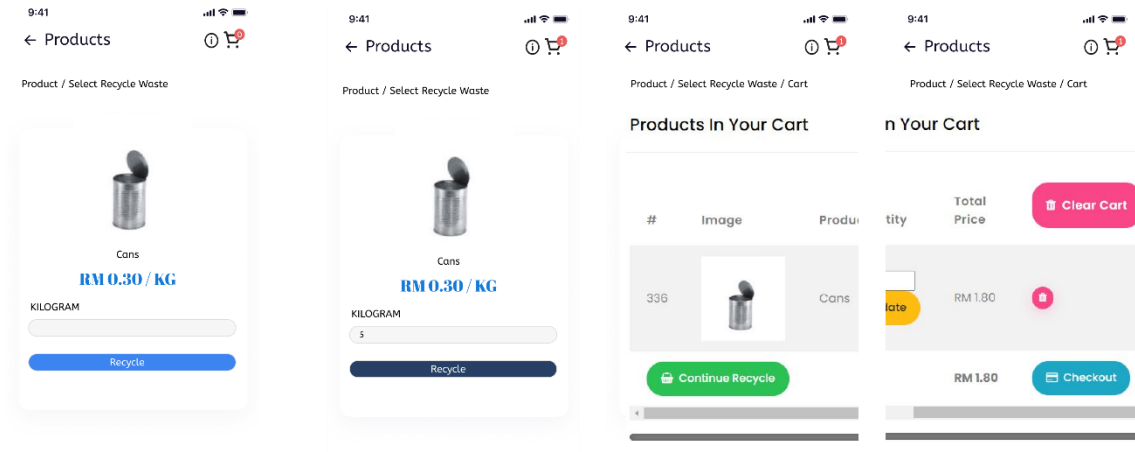 9:41
← Products
0
Product / Select Recycle Waste
Cans
RM 0.30 / KG
KILOGRAM
Recycle
9:41
← Products
1
Product / Select Recycle Waste
Cans
RM 0.30 / KG
KILOGRAM
5
Recycle
9:41
← Products
1
Product / Select Recycle Waste / Cart
Products In Your Cart
# Image Produ
336 Cans
Continue Recycle
9:41
← Products
1
Product / Select Recycle Waste / Cart
n Your Cart
tity Total Price Clear Cart
late RM 1.80
RM 1.80 Checkout